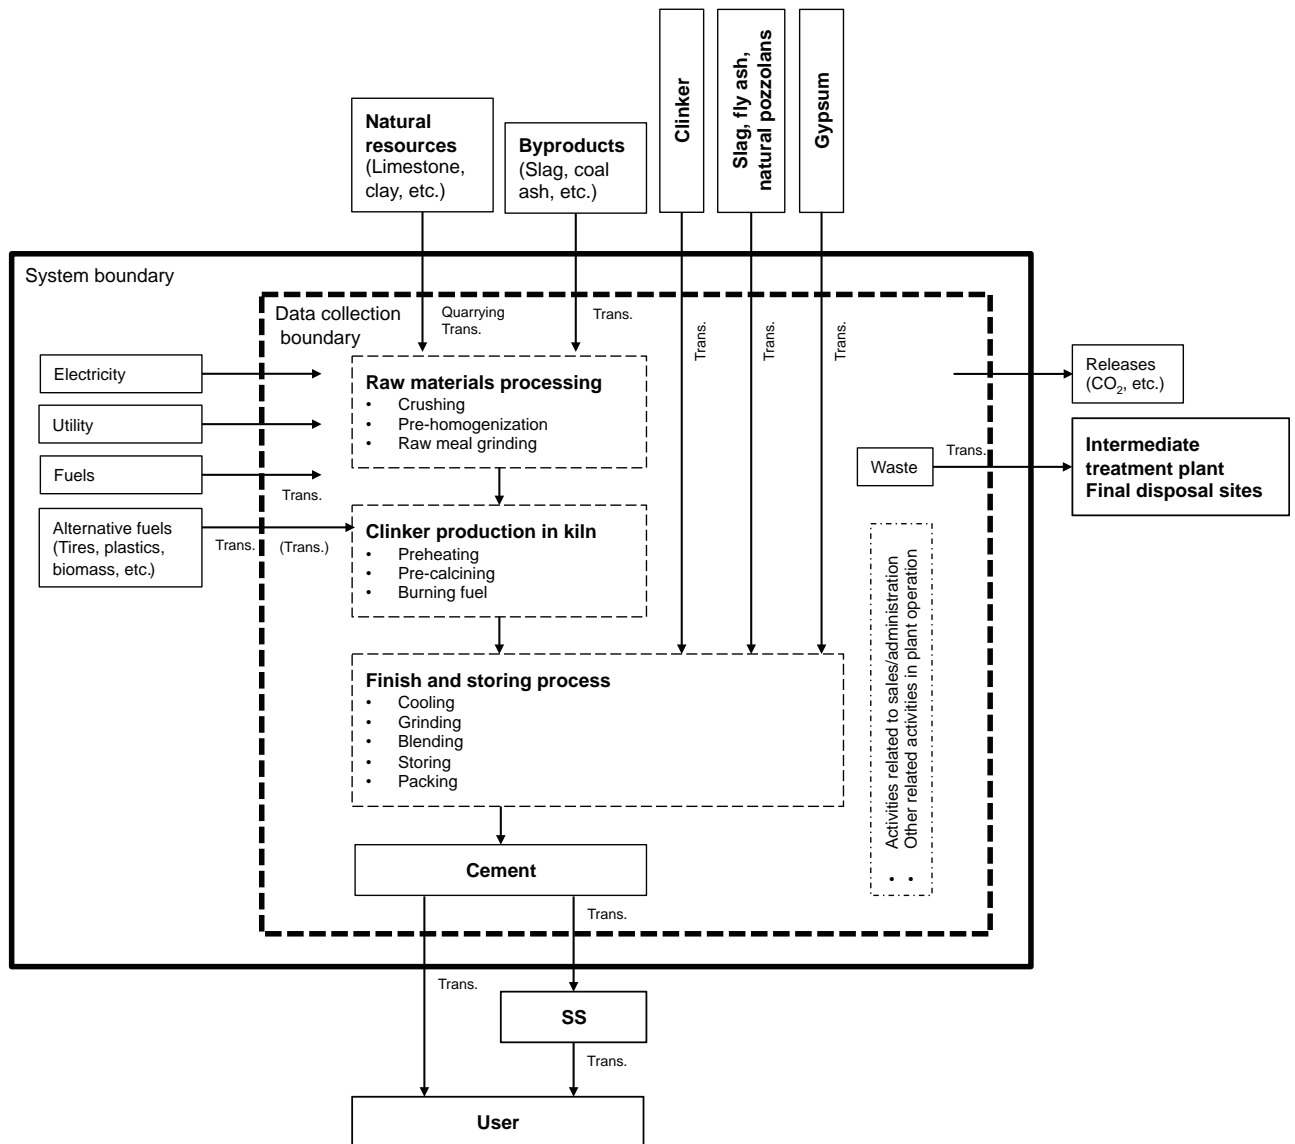 Clinker
Slag, fly ash,
natural pozzolans
Gypsum
Natural
resources
(Limestone,
clay, etc.)
Byproducts
(Slag, coal
ash, etc.)
System boundary
Data collection
boundary
Quarrying
Trans.
Trans.
Trans.
Trans.
Trans.
Electricity
Utility
Fuels
Trans.
Alternative fuels
(Tires, plastics,
biomass, etc.)
Trans.
(Trans.)
Raw materials processing
• Crushing
• Pre-homogenization
• Raw meal grinding
Clinker production in kiln
• Preheating
• Pre-calcining
• Burning fuel
Finish and storing process
• Cooling
• Grinding
• Blending
• Storing
• Packing
Releases
(CO₂, etc.)
Waste
Trans.
Intermediate
treatment plant
Final disposal sites
• Activities related to sales/administration
• Other related activities in plant operation
Cement
Trans.
Trans.
SS
Trans.
User